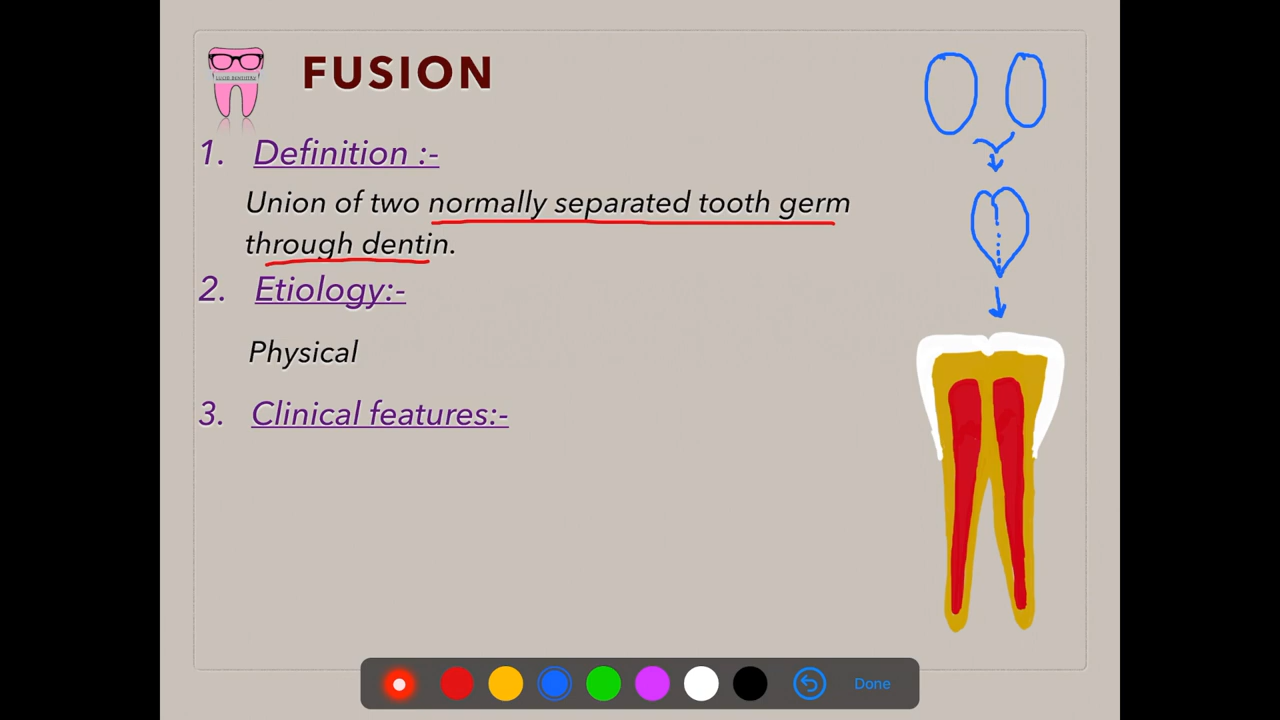 FUSION
1. Definition :-
Union of two normally separated tooth germ
through dentin.
2. Etiology:-
Physical
3. Clinical features:-
Done